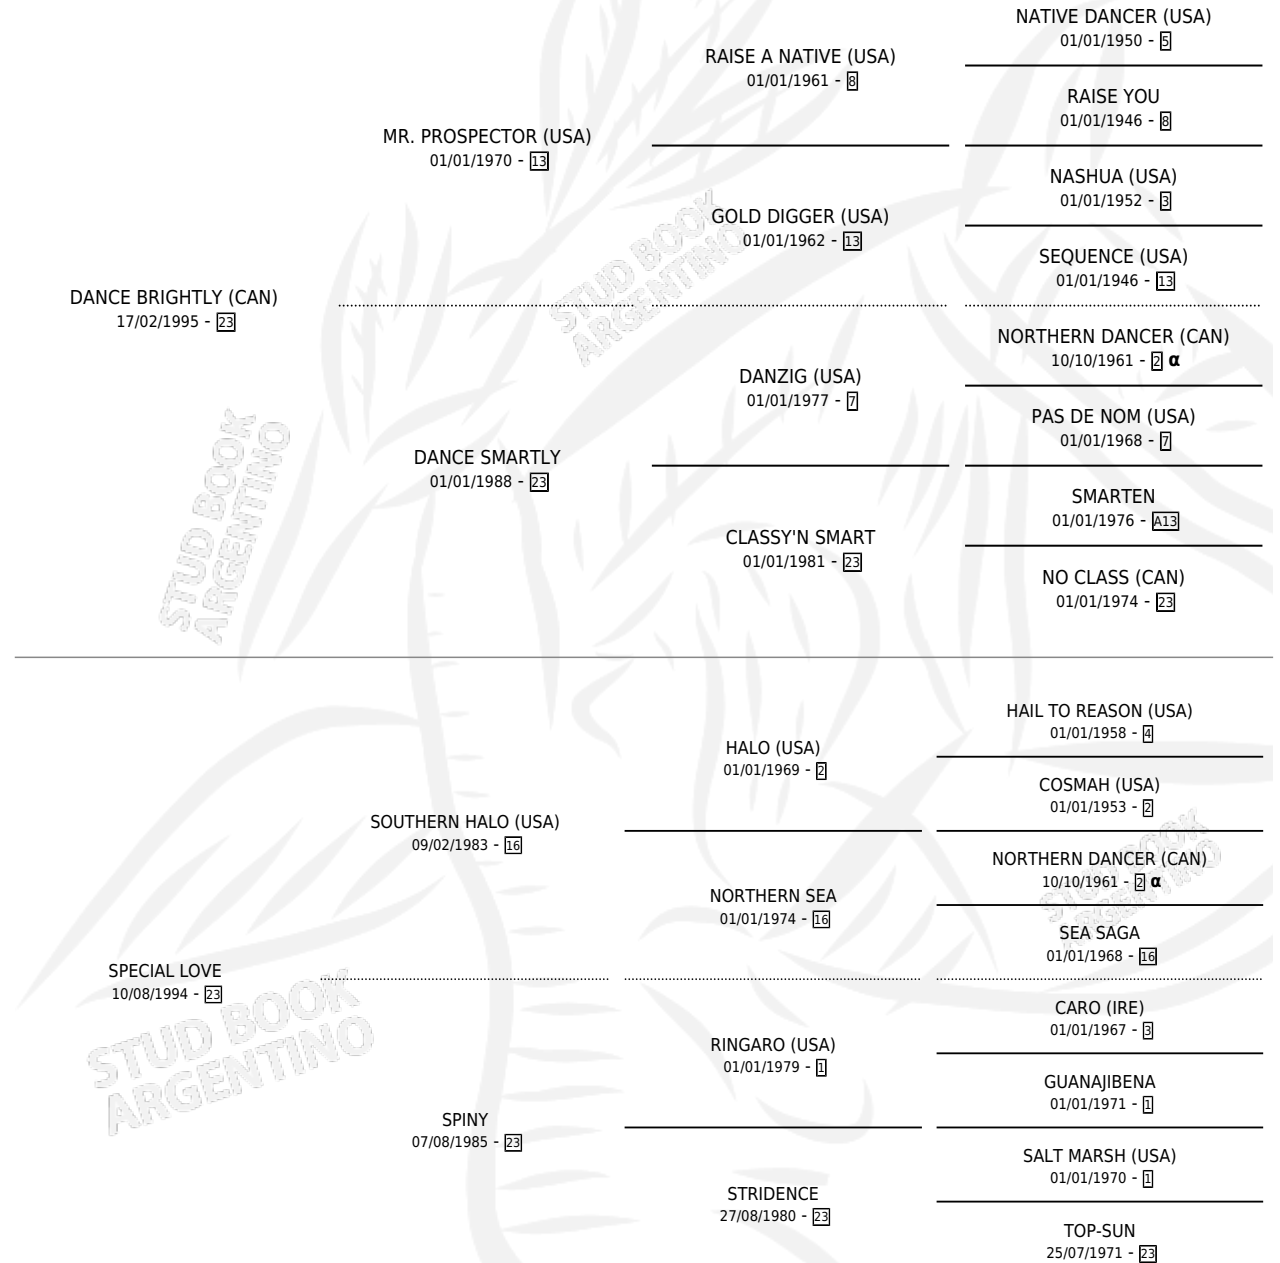 NATIVE DANCER (USA)
01/01/1950 - 5
RAISE A NATIVE (USA)
01/01/1961 - 8
RAISE YOU
01/01/1946 - 8
MR. PROSPECTOR (USA)
01/01/1970 - 13
NASHUA (USA)
01/01/1952 - 3
GOLD DIGGER (USA)
01/01/1962 - 13
SEQUENCE (USA)
01/01/1946 - 13
DANCE BRIGHTLY (CAN)
17/02/1995 - 23
NORTHERN DANCER (CAN)
10/10/1961 - 2 α
DANZIG (USA)
01/01/1977 - 7
PAS DE NOM (USA)
01/01/1968 - 7
DANCE SMARTLY
01/01/1988 - 23
SMARTEN
01/01/1976 - A13
CLASSY'N SMART
01/01/1981 - 23
NO CLASS (CAN)
01/01/1974 - 23
HAIL TO REASON (USA)
01/01/1958 - 4
HALO (USA)
01/01/1969 - 2
COSMAH (USA)
01/01/1953 - 2
SOUTHERN HALO (USA)
09/02/1983 - 16
NORTHERN DANCER (CAN)
10/10/1961 - 2 α
NORTHERN SEA
01/01/1974 - 16
SEA SAGA
01/01/1968 - 16
SPECIAL LOVE
10/08/1994 - 23
CARO (IRE)
01/01/1967 - 3
RINGARO (USA)
01/01/1979 - 1
GUANAJIBENA
01/01/1971 - 1
SPINY
07/08/1985 - 23
SALT MARSH (USA)
01/01/1970 - 1
STRIDENCE
27/08/1980 - 23
TOP-SUN
25/07/1971 - 23
STUD BOOK
ARGENTINO
STUD BOOK
ARGENTINO
STUD BOOK
ARGENTINO
STUD BOOK
ARGENTINO